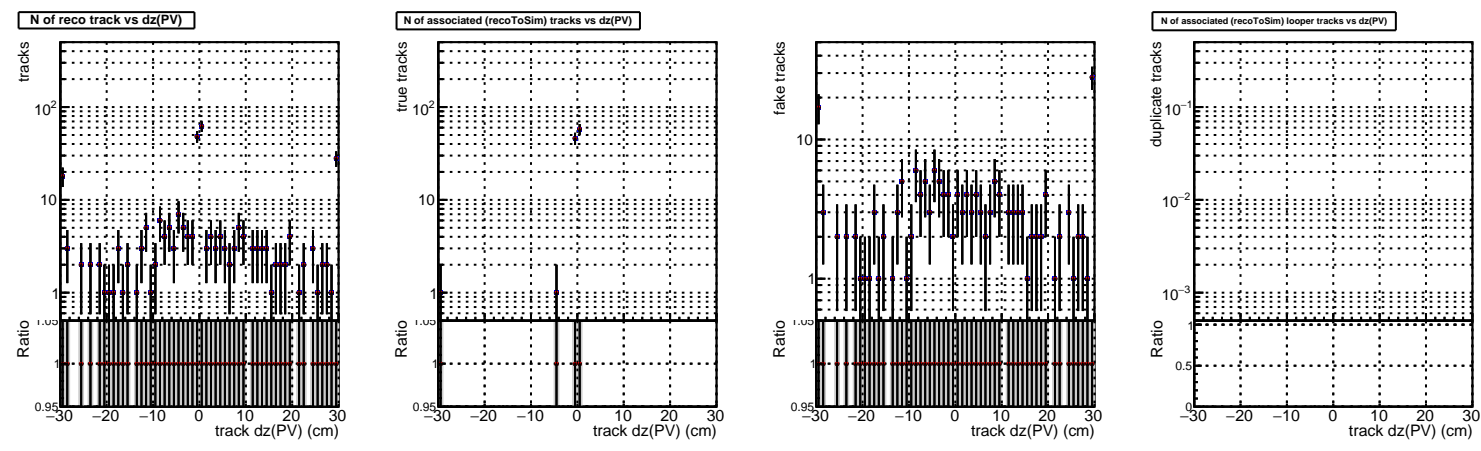 N of reco track vs dz(PV)
tracks
10²
10
1
Ratio
1.05
1
0.95
−30 −20 −10 0 10 20 30
track dz(PV) (cm)
N of associated (recoToSim) tracks vs dz(PV)
true tracks
10²
10
1
Ratio
1.05
1
0.95
−30 −20 −10 0 10 20 30
track dz(PV) (cm)
fake tracks
10
1
Ratio
1.05
1
0.95
−30 −20 −10 0 10 20 30
track dz(PV) (cm)
N of associated (recoToSim) looper tracks vs dz(PV)
duplicate tracks
10⁻¹
10⁻²
10⁻³
Ratio
1
0.5
0
−30 −20 −10 0 10 20 30
track dz(PV) (cm)